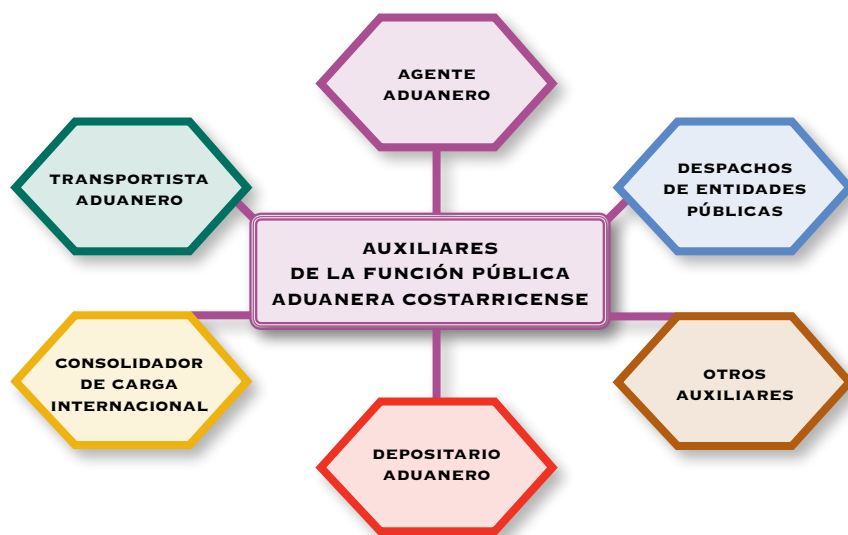 AGENTE
ADUANERO
TRANSPORTISTA
ADUANERO
DESPACHOS
DE ENTIDADES
PÚBLICAS
AUXILIARES
DE LA FUNCIÓN PÚBLICA
ADUANERA COSTARRICENSE
CONSOLIDADOR
DE CARGA
INTERNACIONAL
OTROS
AUXILIARES
DEPOSITARIO
ADUANERO